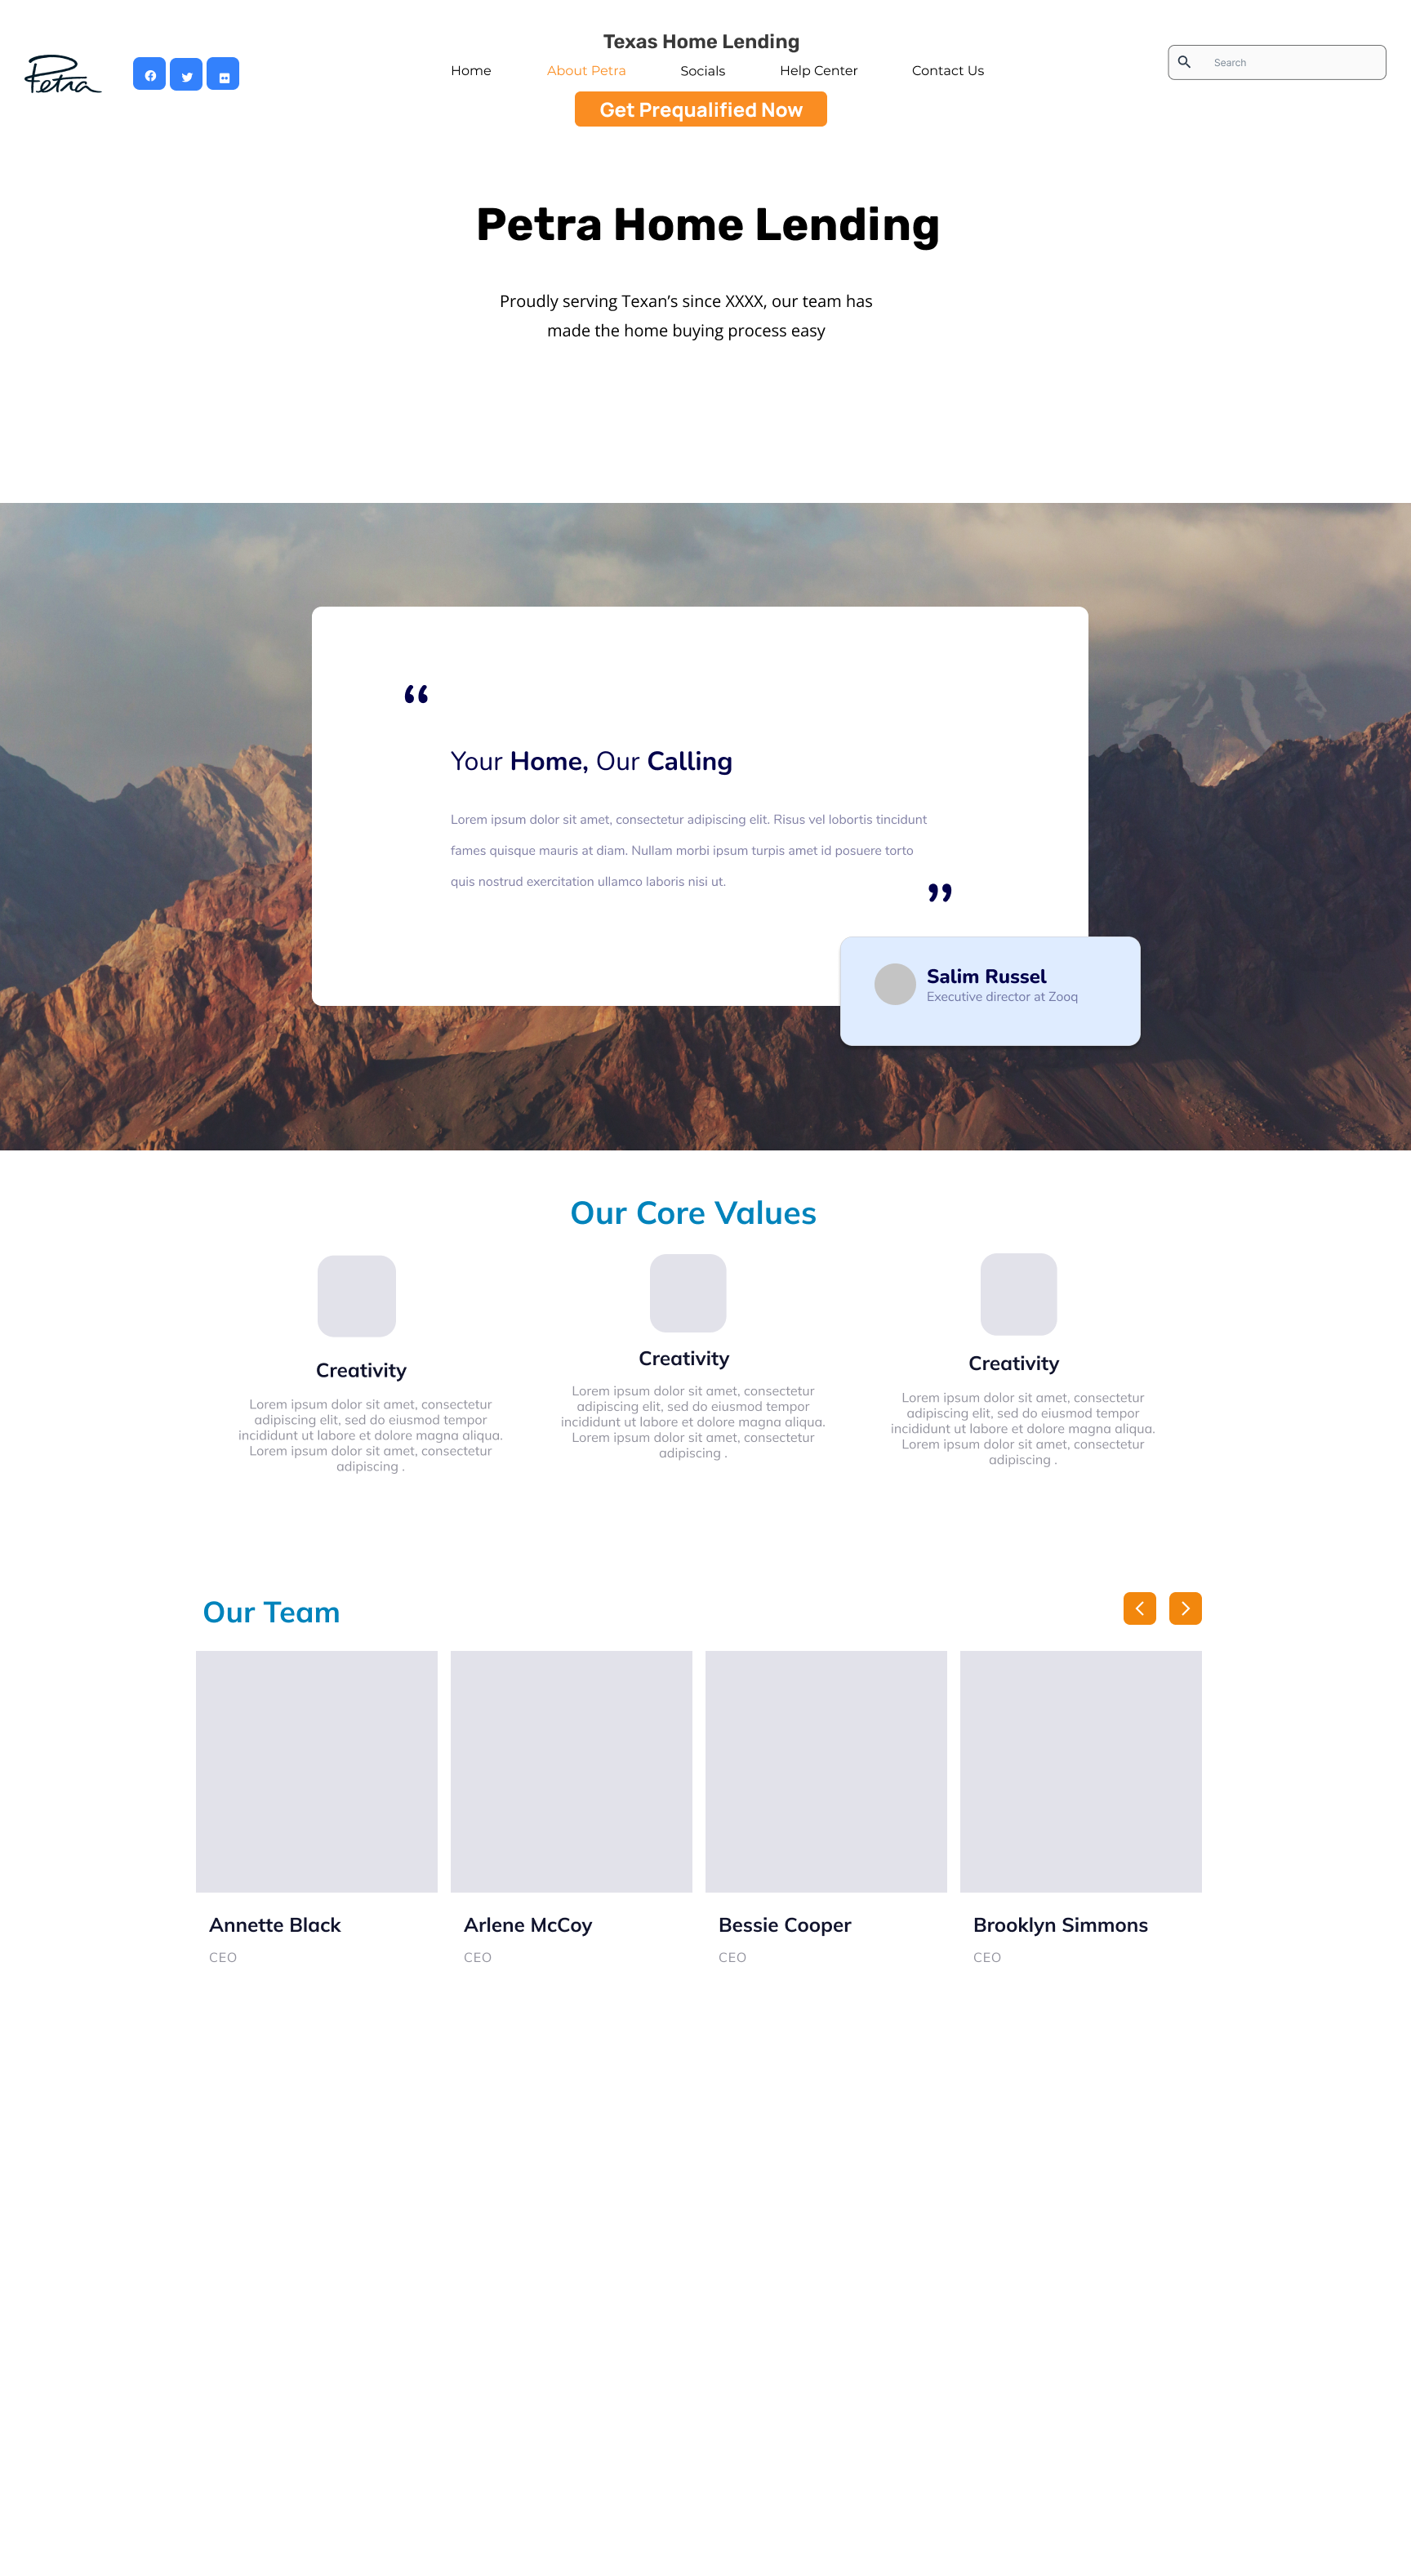 Texas Home Lending
Petra
Home About Petra Socials Help Center Contact Us
Search
Get Prequalified Now
Petra Home Lending
Proudly serving Texan’s since XXXX, our team has
made the home buying process easy
“
Your Home, Our Calling
Lorem ipsum dolor sit amet, consectetur adipiscing elit. Risus vel lobortis tincidunt
fames quisque mauris at diam. Nullam morbi ipsum turpis amet id posuere torto
quis nostrud exercitation ullamco laboris nisi ut.
”
Salim Russel
Executive director at Zooq
Our Core Values
Creativity
Lorem ipsum dolor sit amet, consectetur
adipiscing elit, sed do eiusmod tempor
incididunt ut labore et dolore magna aliqua.
Lorem ipsum dolor sit amet, consectetur
adipiscing .
Creativity
Lorem ipsum dolor sit amet, consectetur
adipiscing elit, sed do eiusmod tempor
incididunt ut labore et dolore magna aliqua.
Lorem ipsum dolor sit amet, consectetur
adipiscing .
Creativity
Lorem ipsum dolor sit amet, consectetur
adipiscing elit, sed do eiusmod tempor
incididunt ut labore et dolore magna aliqua.
Lorem ipsum dolor sit amet, consectetur
adipiscing .
Our Team
Annette Black
CEO
Arlene McCoy
CEO
Bessie Cooper
CEO
Brooklyn Simmons
CEO